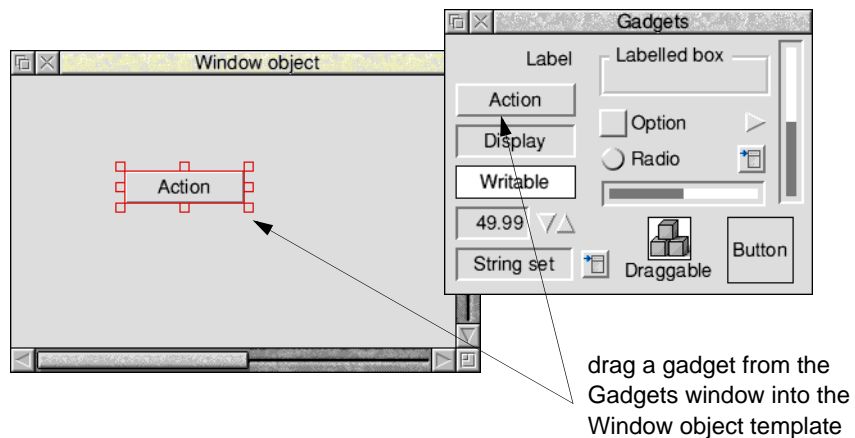 Gadgets
Window object
Label
Labelled box
Action
Option
Display
Radio
Action
Writable
49.99
String set
Draggable
Button
drag a gadget from the
Gadgets window into the
Window object template